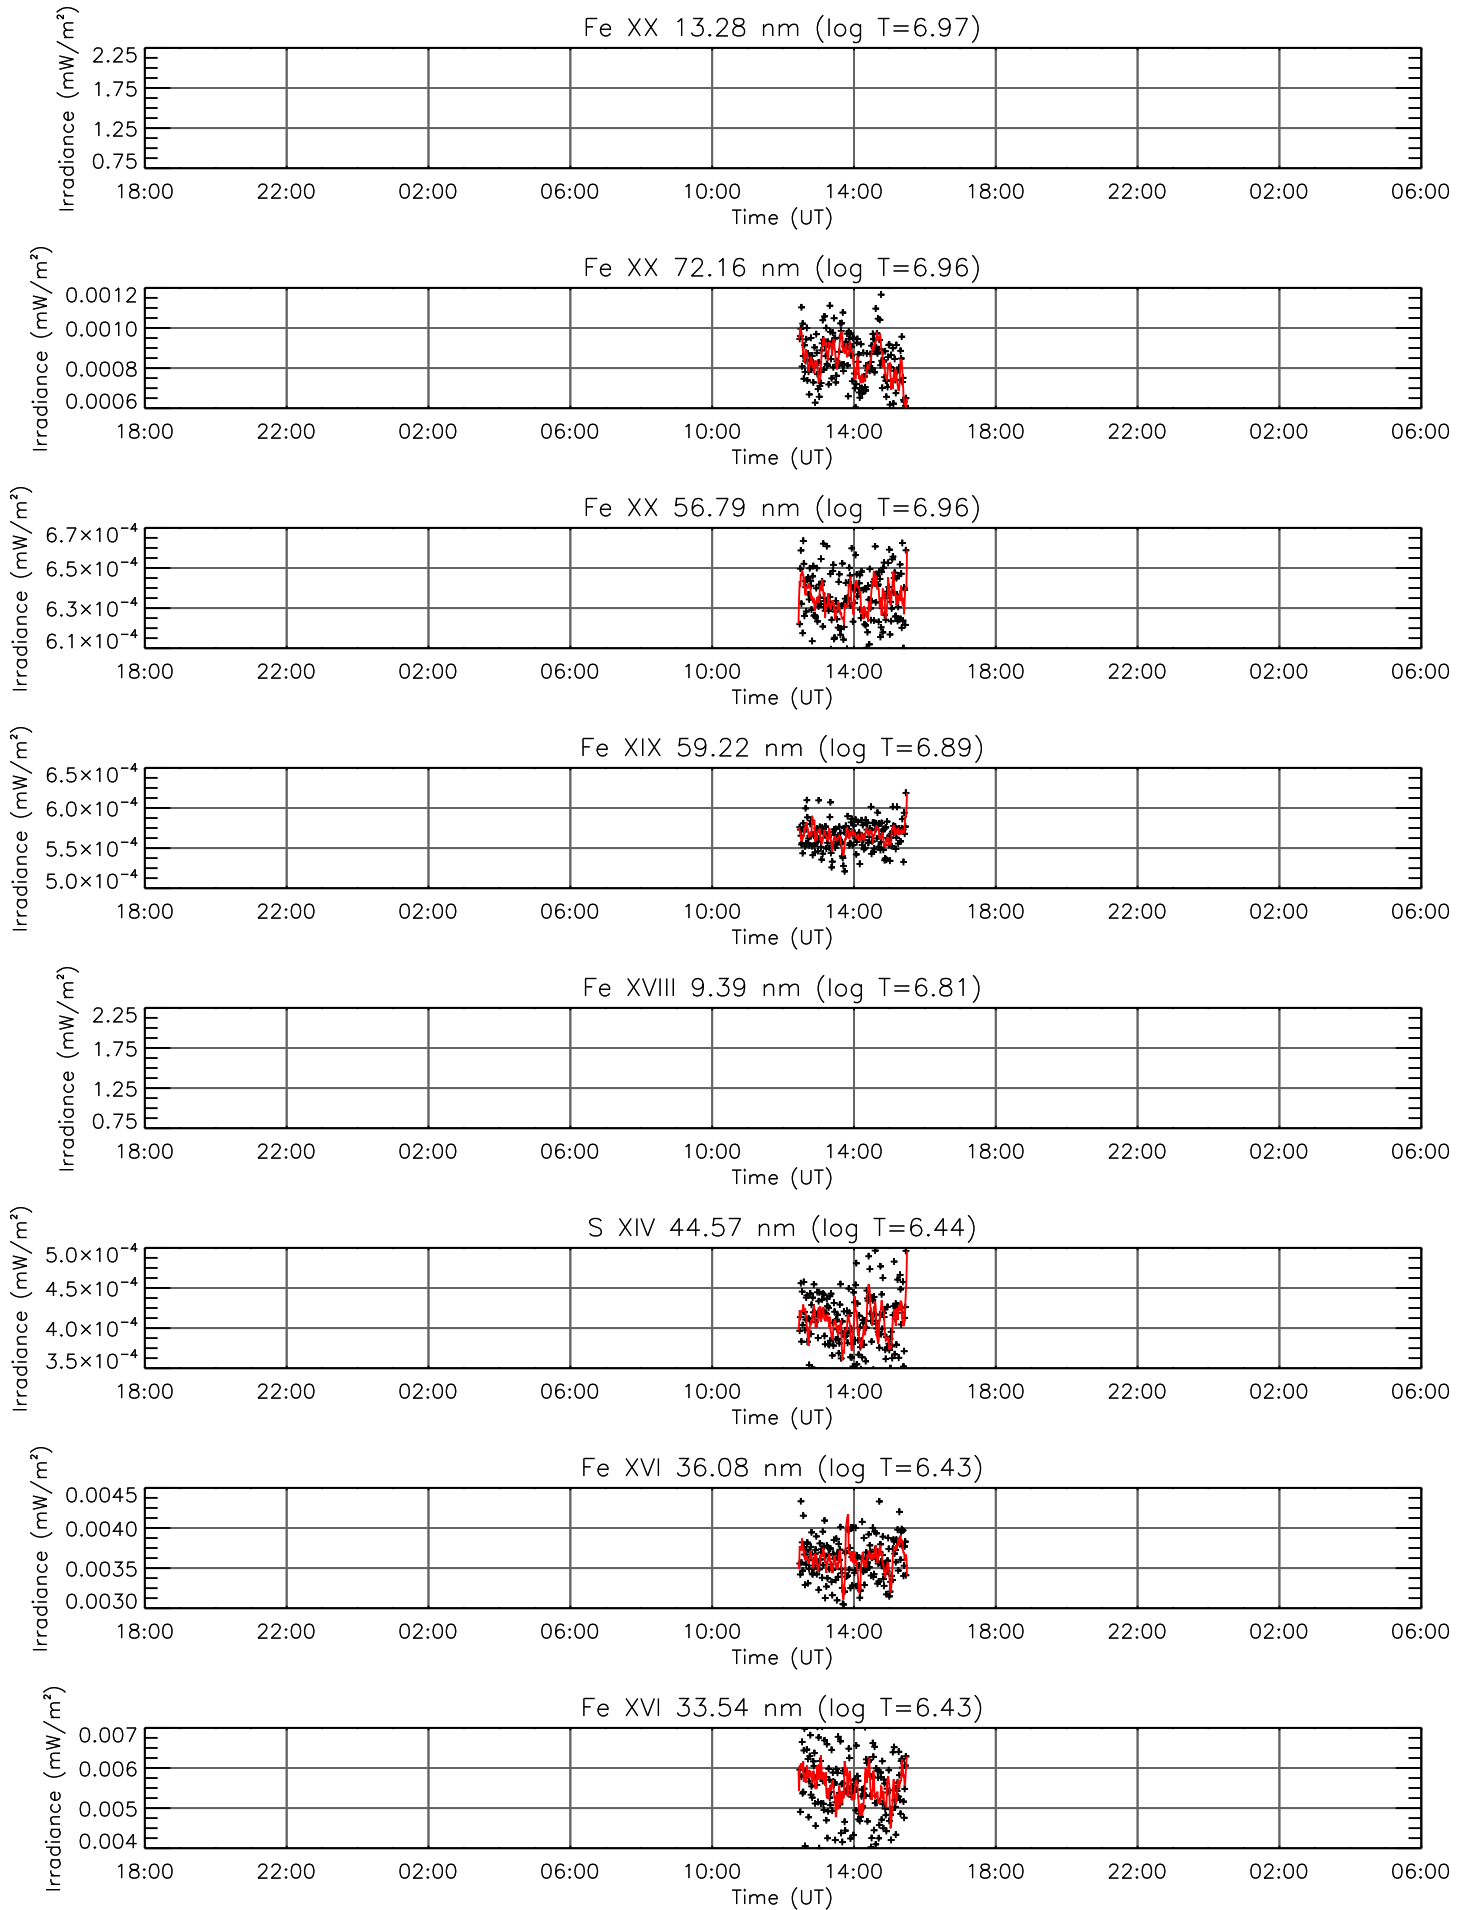 Fe XX 13.28 nm (log T=6.97)
Irradiance (mW/m²)
2.25
1.75
1.25
0.75
18:00 22:00 02:00 06:00 10:00 14:00 18:00 22:00 02:00 06:00
Time (UT)
Fe XX 72.16 nm (log T=6.96)
Irradiance (mW/m²)
0.0012
0.0010
0.0008
0.0006
18:00 22:00 02:00 06:00 10:00 14:00 18:00 22:00 02:00 06:00
Time (UT)
Fe XX 56.79 nm (log T=6.96)
Irradiance (mW/m²)
6.7×10⁻⁴
6.5×10⁻⁴
6.3×10⁻⁴
6.1×10⁻⁴
18:00 22:00 02:00 06:00 10:00 14:00 18:00 22:00 02:00 06:00
Time (UT)
Fe XIX 59.22 nm (log T=6.89)
Irradiance (mW/m²)
6.5×10⁻⁴
6.0×10⁻⁴
5.5×10⁻⁴
5.0×10⁻⁴
18:00 22:00 02:00 06:00 10:00 14:00 18:00 22:00 02:00 06:00
Time (UT)
Fe XVIII 9.39 nm (log T=6.81)
Irradiance (mW/m²)
2.25
1.75
1.25
0.75
18:00 22:00 02:00 06:00 10:00 14:00 18:00 22:00 02:00 06:00
Time (UT)
S XIV 44.57 nm (log T=6.44)
Irradiance (mW/m²)
5.0×10⁻⁴
4.5×10⁻⁴
4.0×10⁻⁴
3.5×10⁻⁴
18:00 22:00 02:00 06:00 10:00 14:00 18:00 22:00 02:00 06:00
Time (UT)
Fe XVI 36.08 nm (log T=6.43)
Irradiance (mW/m²)
0.0045
0.0040
0.0035
0.0030
18:00 22:00 02:00 06:00 10:00 14:00 18:00 22:00 02:00 06:00
Time (UT)
Fe XVI 33.54 nm (log T=6.43)
Irradiance (mW/m²)
0.007
0.006
0.005
0.004
18:00 22:00 02:00 06:00 10:00 14:00 18:00 22:00 02:00 06:00
Time (UT)